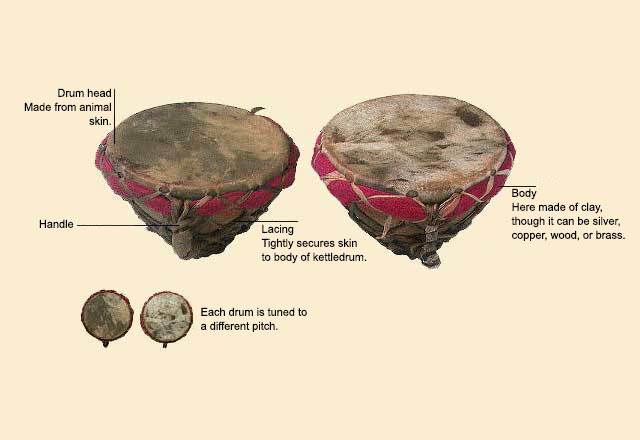 Drum head
Made from animal
skin.
Handle
Lacing
Tightly secures skin
to body of kettledrum.
Body
Here made of clay,
though it can be silver,
copper, wood, or brass.
Each drum is tuned to
a different pitch.